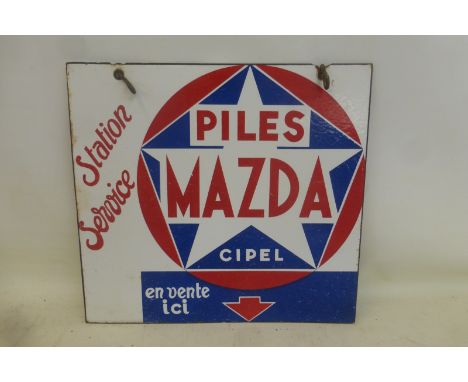 Station
Service
PILES
MAZDA
CIPEL
en vente
ici